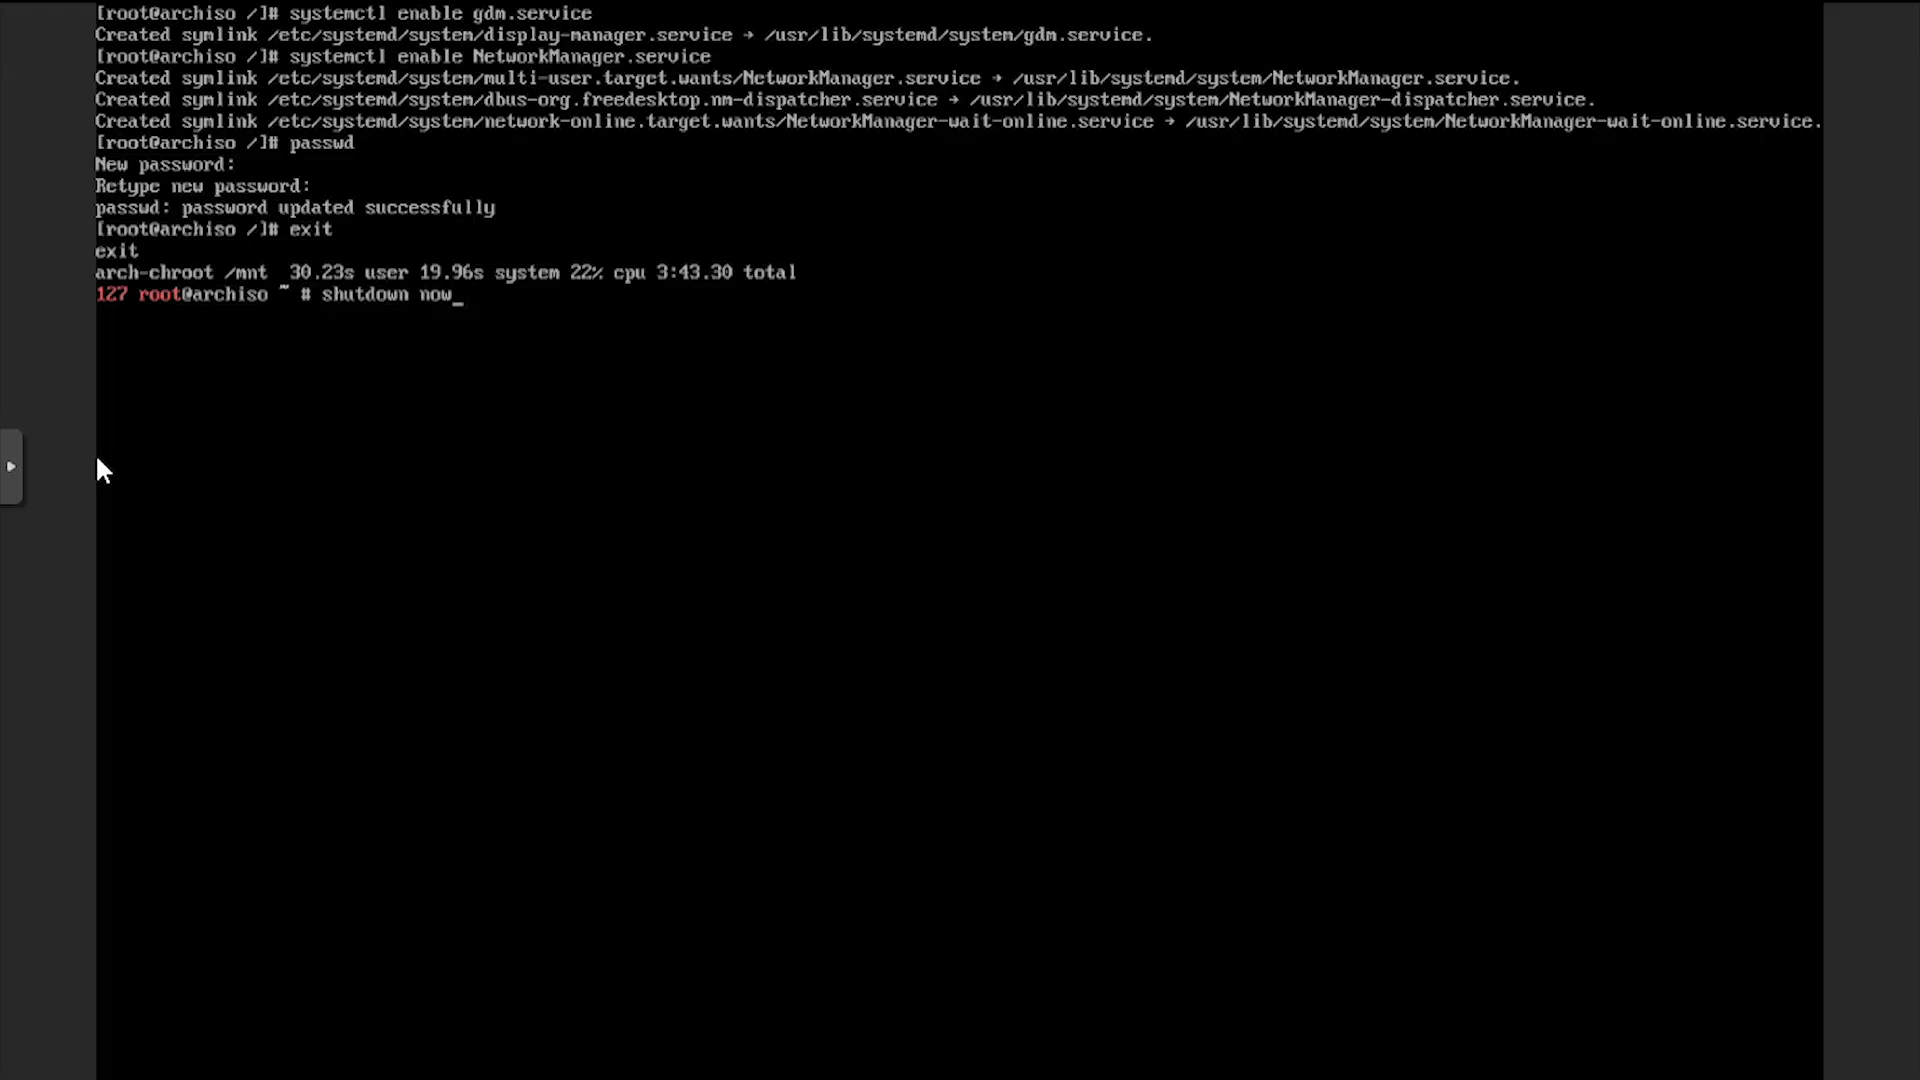 [root@archiso /]# systemctl enable gdm.service
Created symlink /etc/systemd/system/display-manager.service → /usr/lib/systemd/system/gdm.service.
[root@archiso /]# systemctl enable NetworkManager.service
Created symlink /etc/systemd/system/multi-user.target.wants/NetworkManager.service → /usr/lib/systemd/system/NetworkManager.service.
Created symlink /etc/systemd/system/dbus-org.freedesktop.nm-dispatcher.service → /usr/lib/systemd/system/NetworkManager-dispatcher.service.
Created symlink /etc/systemd/system/network-online.target.wants/NetworkManager-wait-online.service → /usr/lib/systemd/system/NetworkManager-wait-online.service.
[root@archiso /]# passwd
New password:
Retype new password:
passwd: password updated successfully
[root@archiso /]# exit
exit
arch-chroot /mnt  30.23s user 19.96s system 22% cpu 3:43.30 total
127 root@archiso ~ # shutdown now_